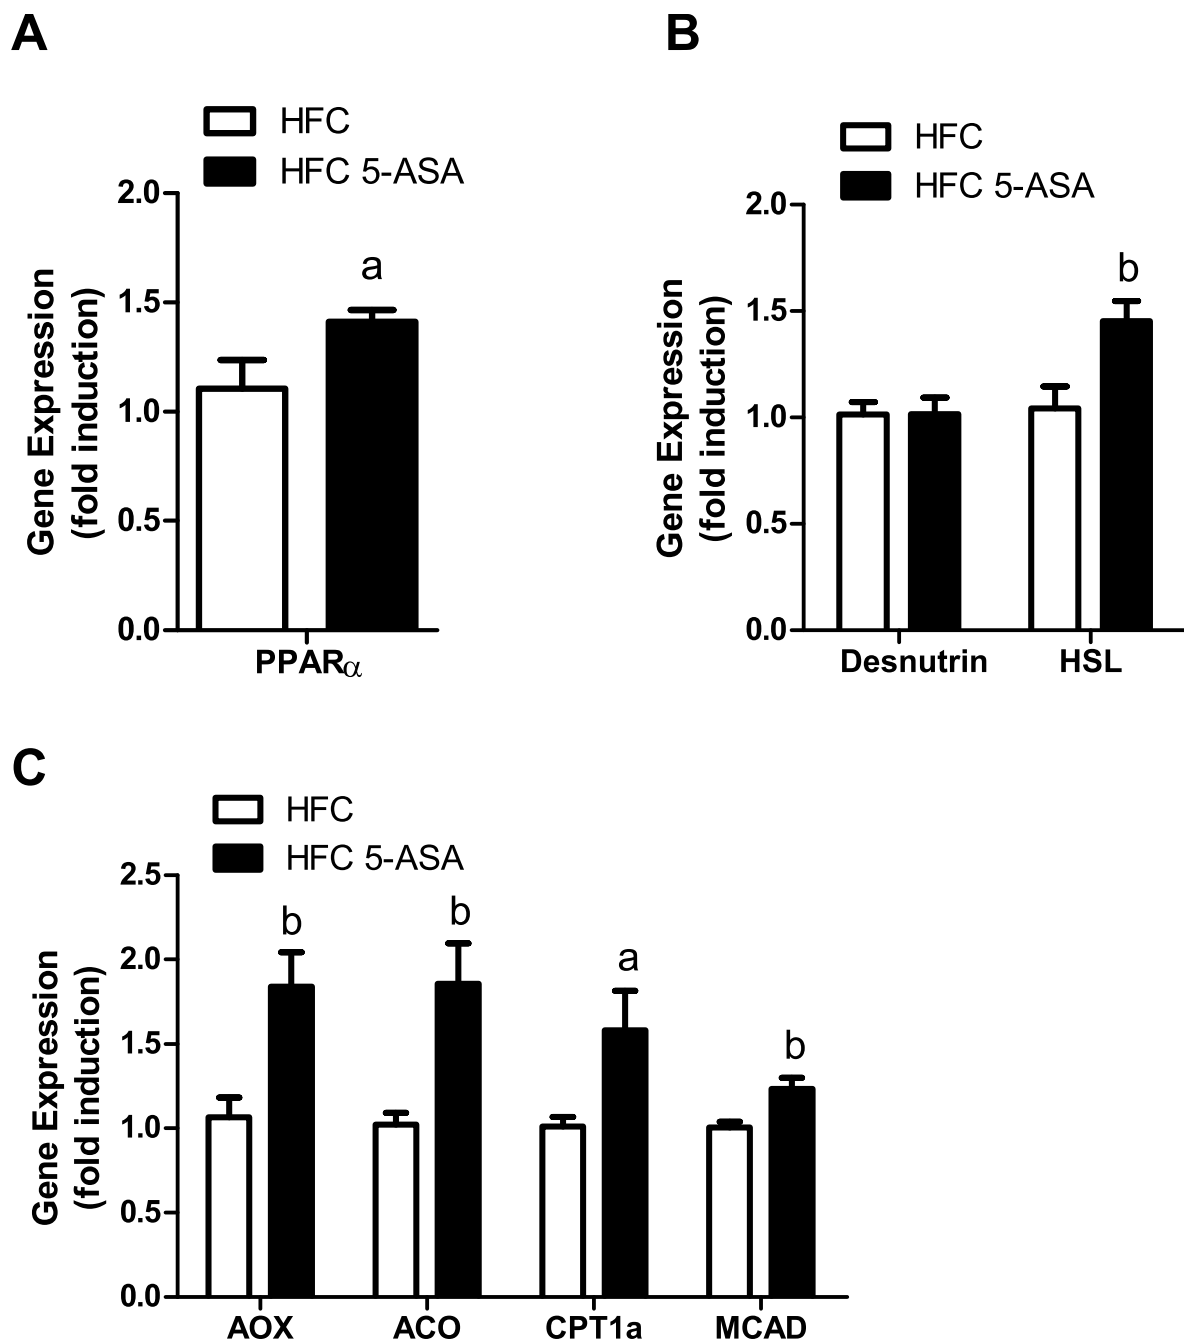 A
HFC
HFC 5-ASA
2.0
1.5
1.0
0.5
0.0
Gene Expression
(fold induction)
a
PPARα
B
HFC
HFC 5-ASA
2.0
1.5
1.0
0.5
0.0
Gene Expression
(fold induction)
b
Desnutrin HSL
C
HFC
HFC 5-ASA
2.5
2.0
1.5
1.0
0.5
0.0
Gene Expression
(fold induction)
b b a b
AOX ACO CPT1a MCAD